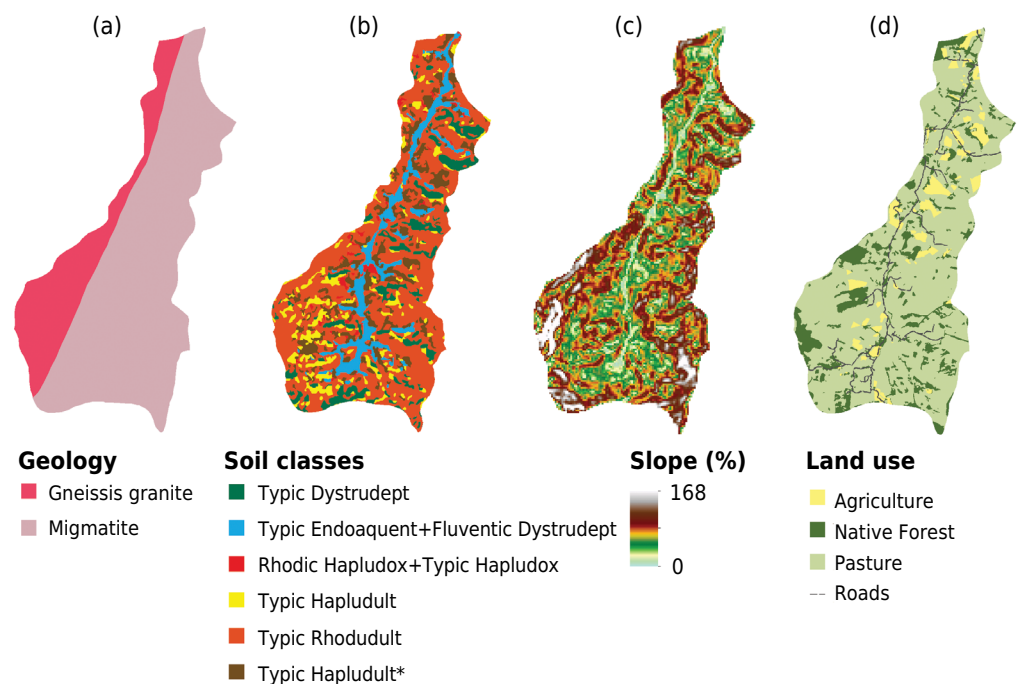 (a)
(b)
(c)
(d)
Geology
Gneissis granite
Migmatite
Soil classes
Typic Dystrudept
Typic Endoaquent+Fluventic Dystrudept
Rhodic Hapludox+Typic Hapludox
Typic Hapludult
Typic Rhodudult
Typic Hapludult*
Slope (%)
168
0
Land use
Agriculture
Native Forest
Pasture
Roads